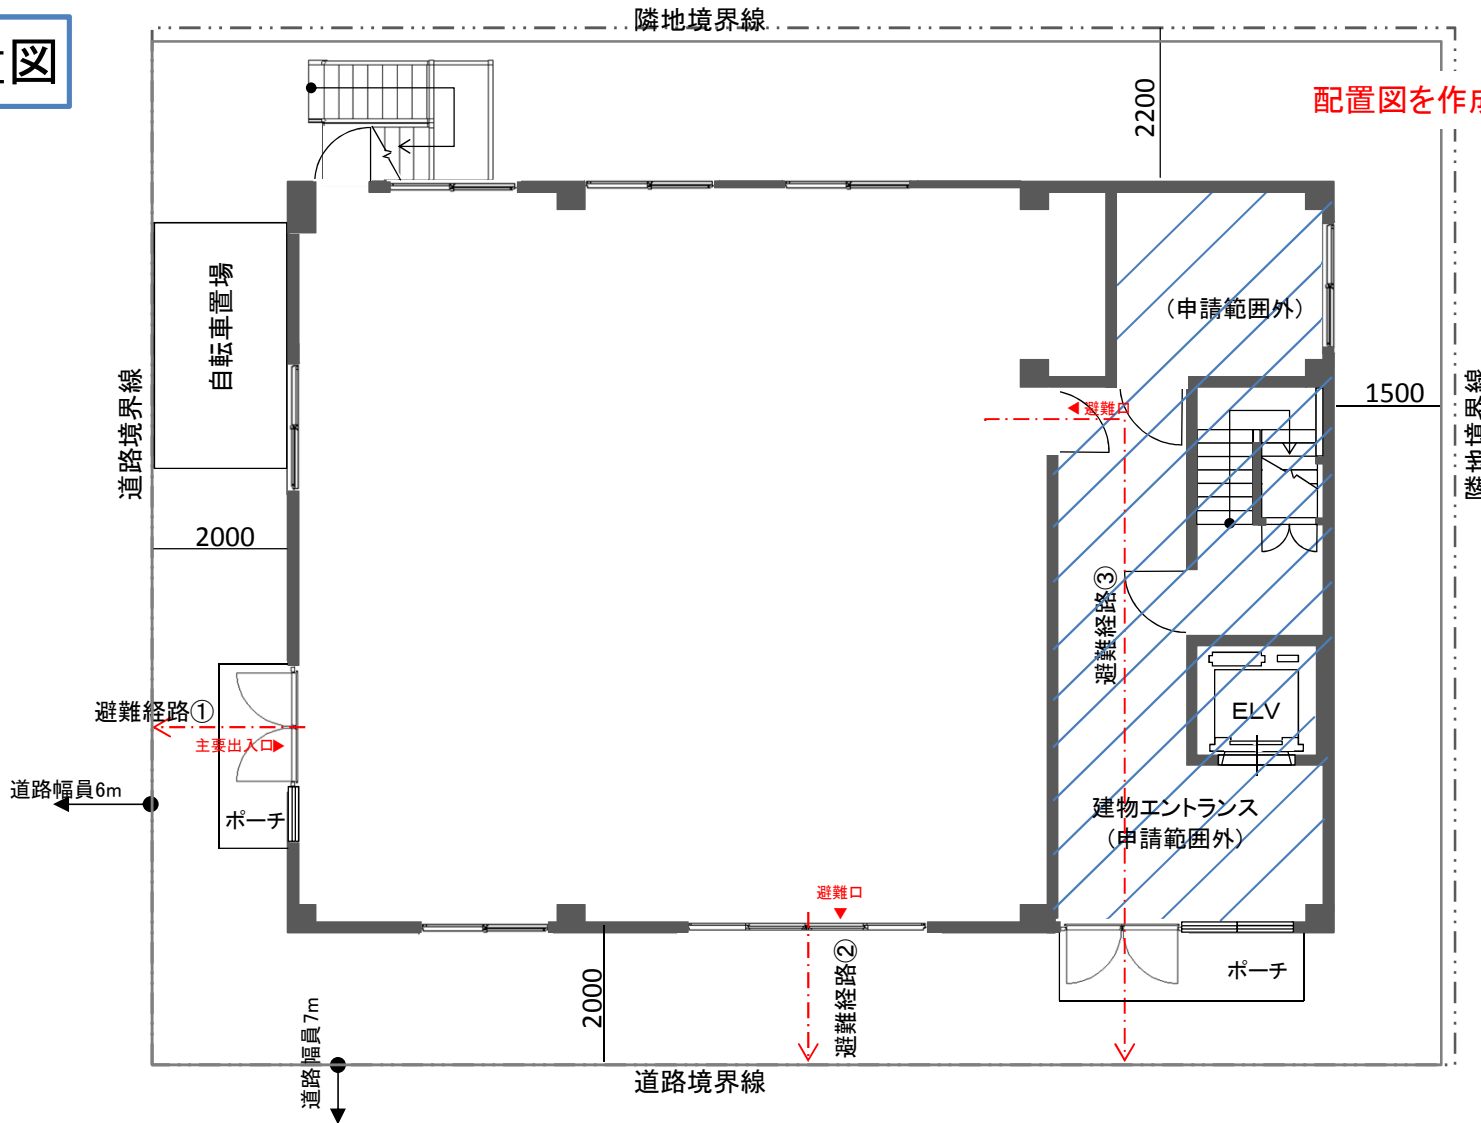 隣地境界線
図
配置図を作成
2200
自転車置場
(申請範囲外)
道路境界線
避難口
1500
隣地境界線
2000
避難経路③
避難経路①
主要出入口
ELV
道路幅員6m
ポーチ
建物エントランス
(申請範囲外)
避難口
2000
避難経路②
ポーチ
道路幅員7m
道路境界線